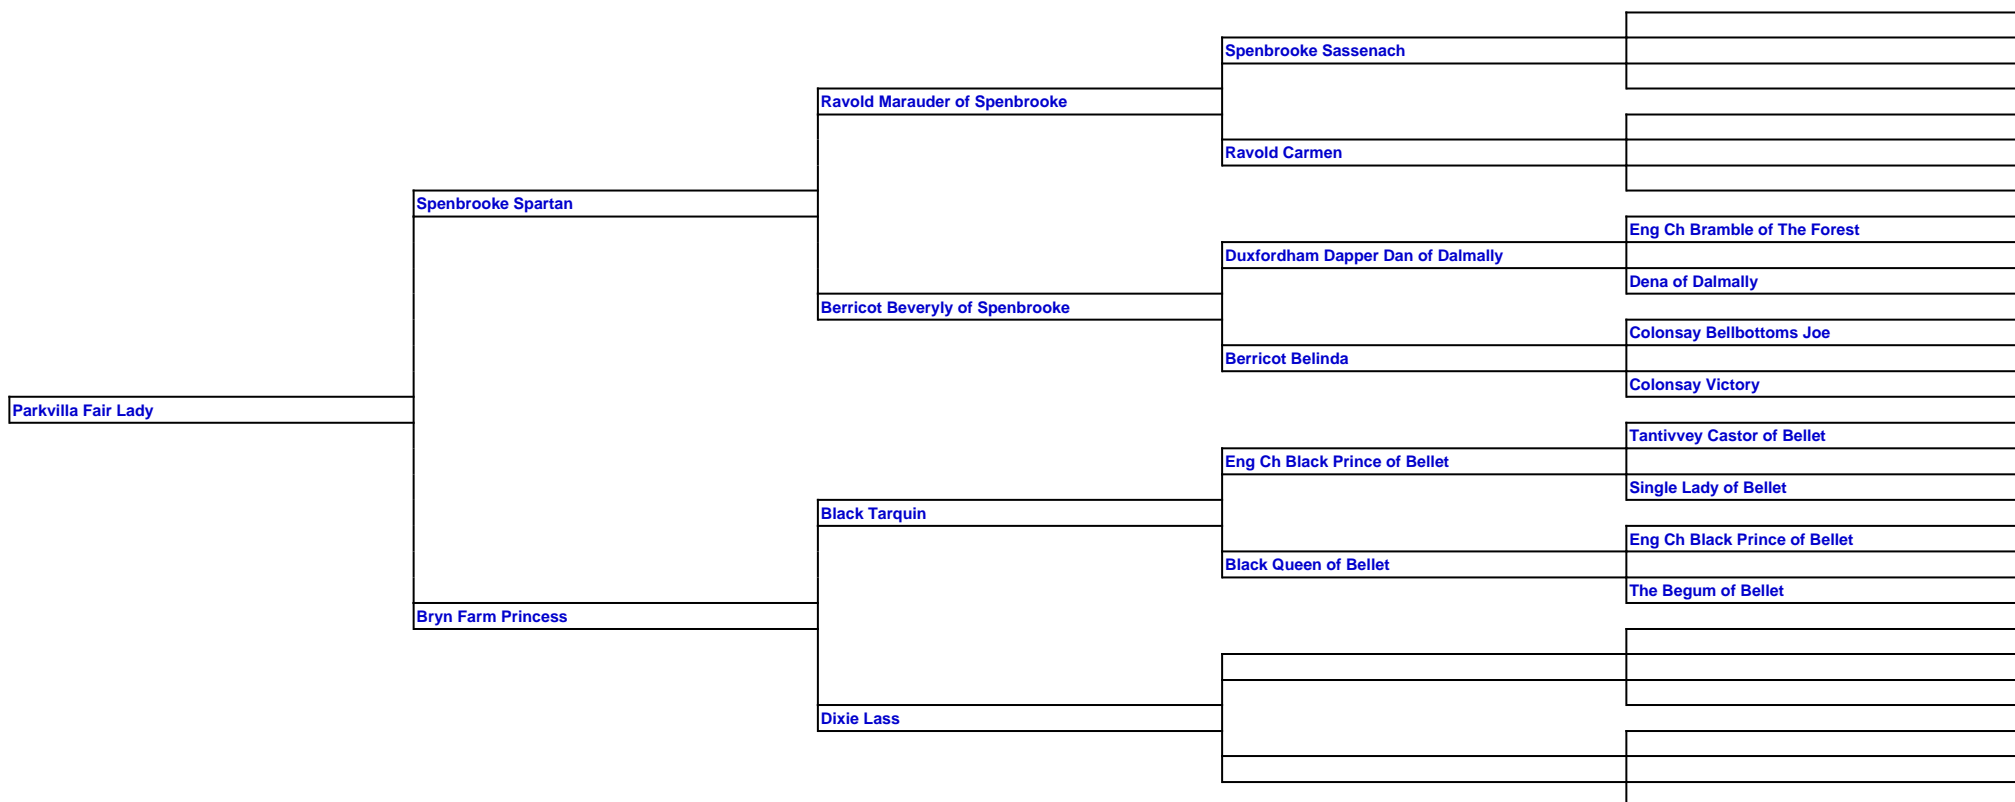 Spenbrooke Sassenach
Ravold Marauder of Spenbrooke
Ravold Carmen
Spenbrooke Spartan
Eng Ch Bramble of The Forest
Duxfordham Dapper Dan of Dalmally
Dena of Dalmally
Berricot Beveryly of Spenbrooke
Colonsay Bellbottoms Joe
Berricot Belinda
Colonsay Victory
Parkvilla Fair Lady
Tantivvey Castor of Bellet
Eng Ch Black Prince of Bellet
Single Lady of Bellet
Black Tarquin
Eng Ch Black Prince of Bellet
Black Queen of Bellet
The Begum of Bellet
Bryn Farm Princess
Dixie Lass